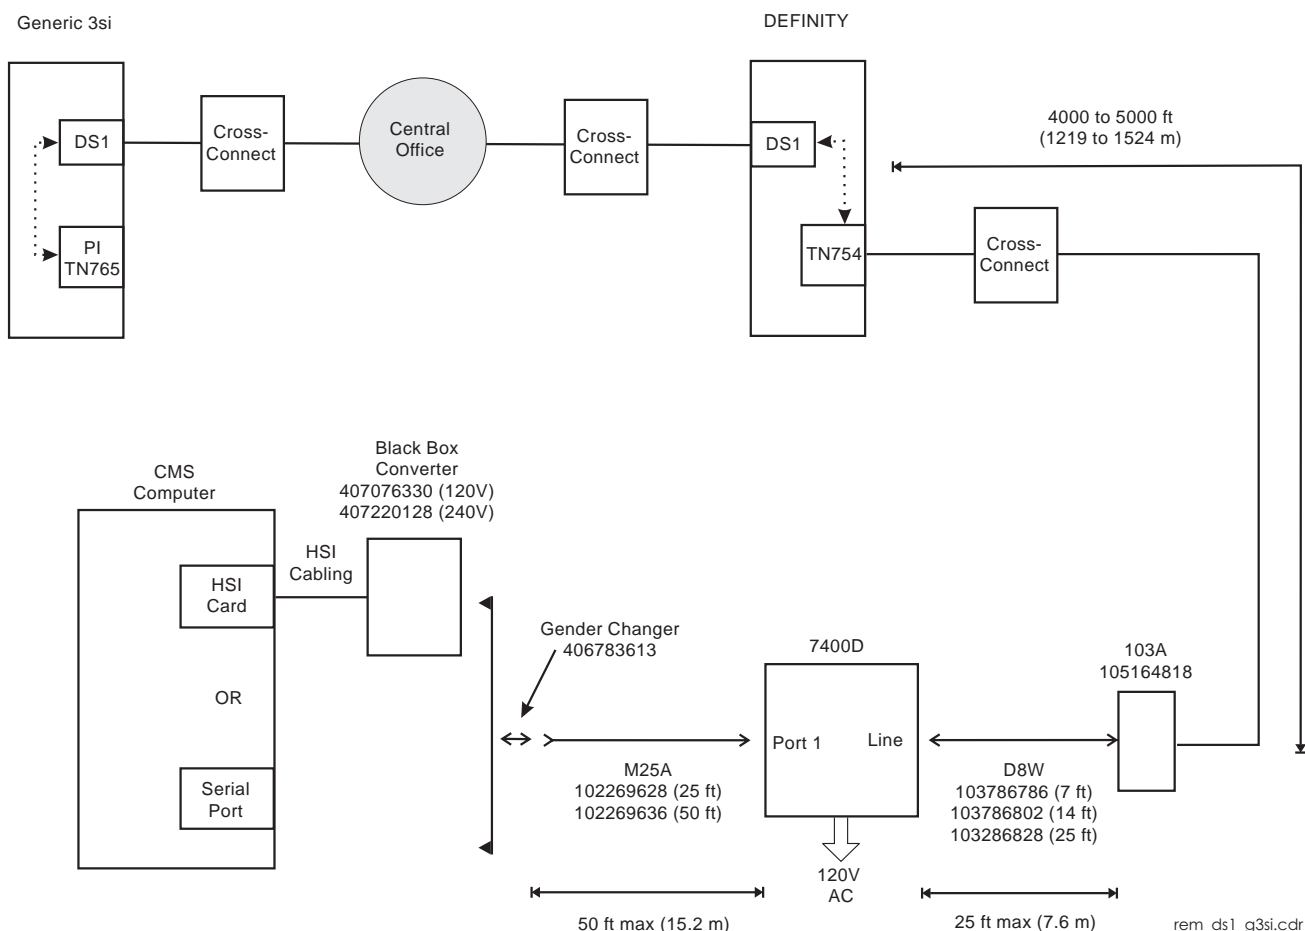 Generic 3si
DEFINITY
DS1
Cross-
Connect
Central
Office
Cross-
Connect
DS1
4000 to 5000 ft
(1219 to 1524 m)
PI
TN765
TN754
Cross-
Connect
CMS
Computer
Black Box
Converter
407076330 (120V)
407220128 (240V)
HSI
Cabling
HSI
Card
OR
Serial
Port
Gender Changer
406783613
7400D
Port 1
Line
103A
105164818
M25A
102269628 (25 ft)
102269636 (50 ft)
D8W
103786786 (7 ft)
103786802 (14 ft)
103286828 (25 ft)
120V
AC
50 ft max (15.2 m)
25 ft max (7.6 m)
rem_ds1_g3si.cdr